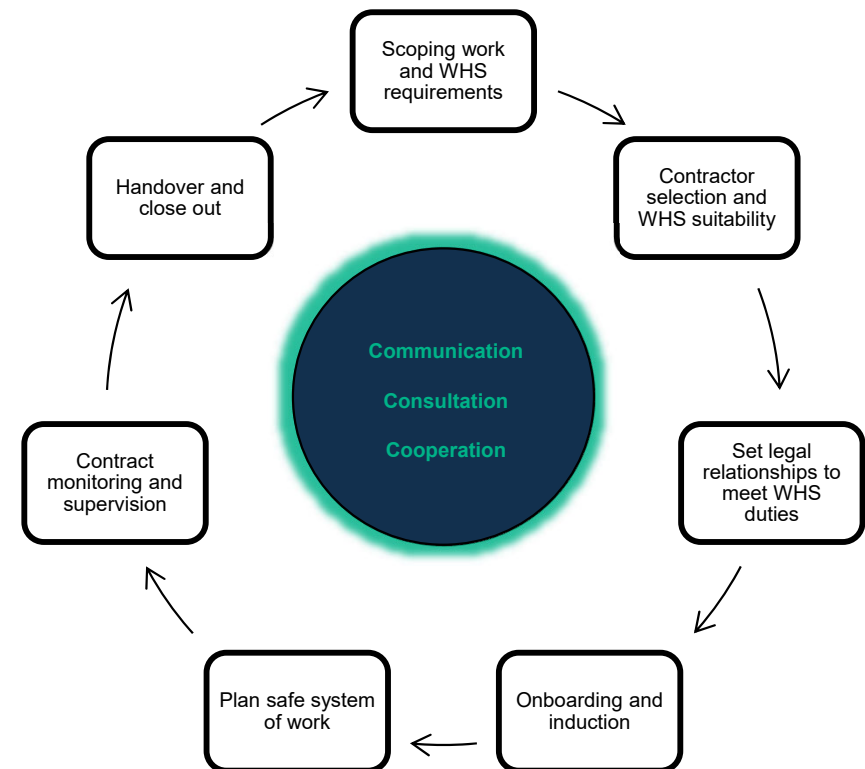 Scoping work
and WHS
requirements
Contractor
selection and
WHS suitability
Set legal
relationships to
meet WHS
duties
Onboarding and
induction
Plan safe system
of work
Contract
monitoring and
supervision
Handover and
close out
Communication
Consultation
Cooperation